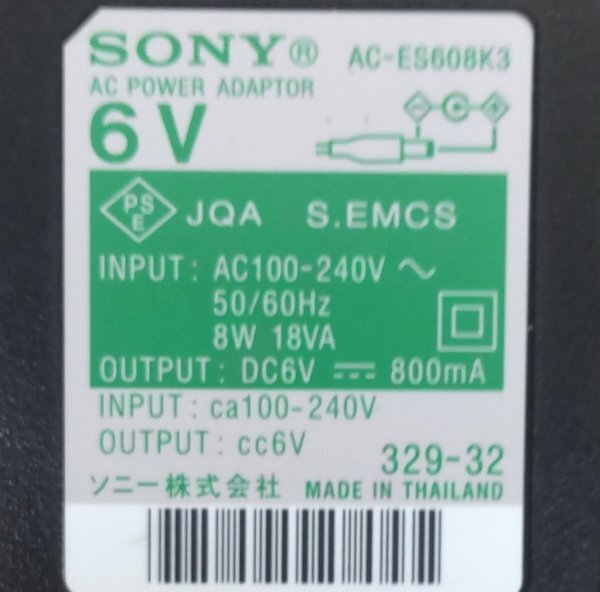 SONY® AC-ES608K3
AC POWER ADAPTOR
6V
PSE JQA S.EMCS
INPUT: AC100-240V ~
50/60Hz
8W 18VA
OUTPUT: DC6V ⎓ 800mA
INPUT: ca100-240V
OUTPUT: cc6V
329-32
ソニー株式会社 MADE IN THAILAND